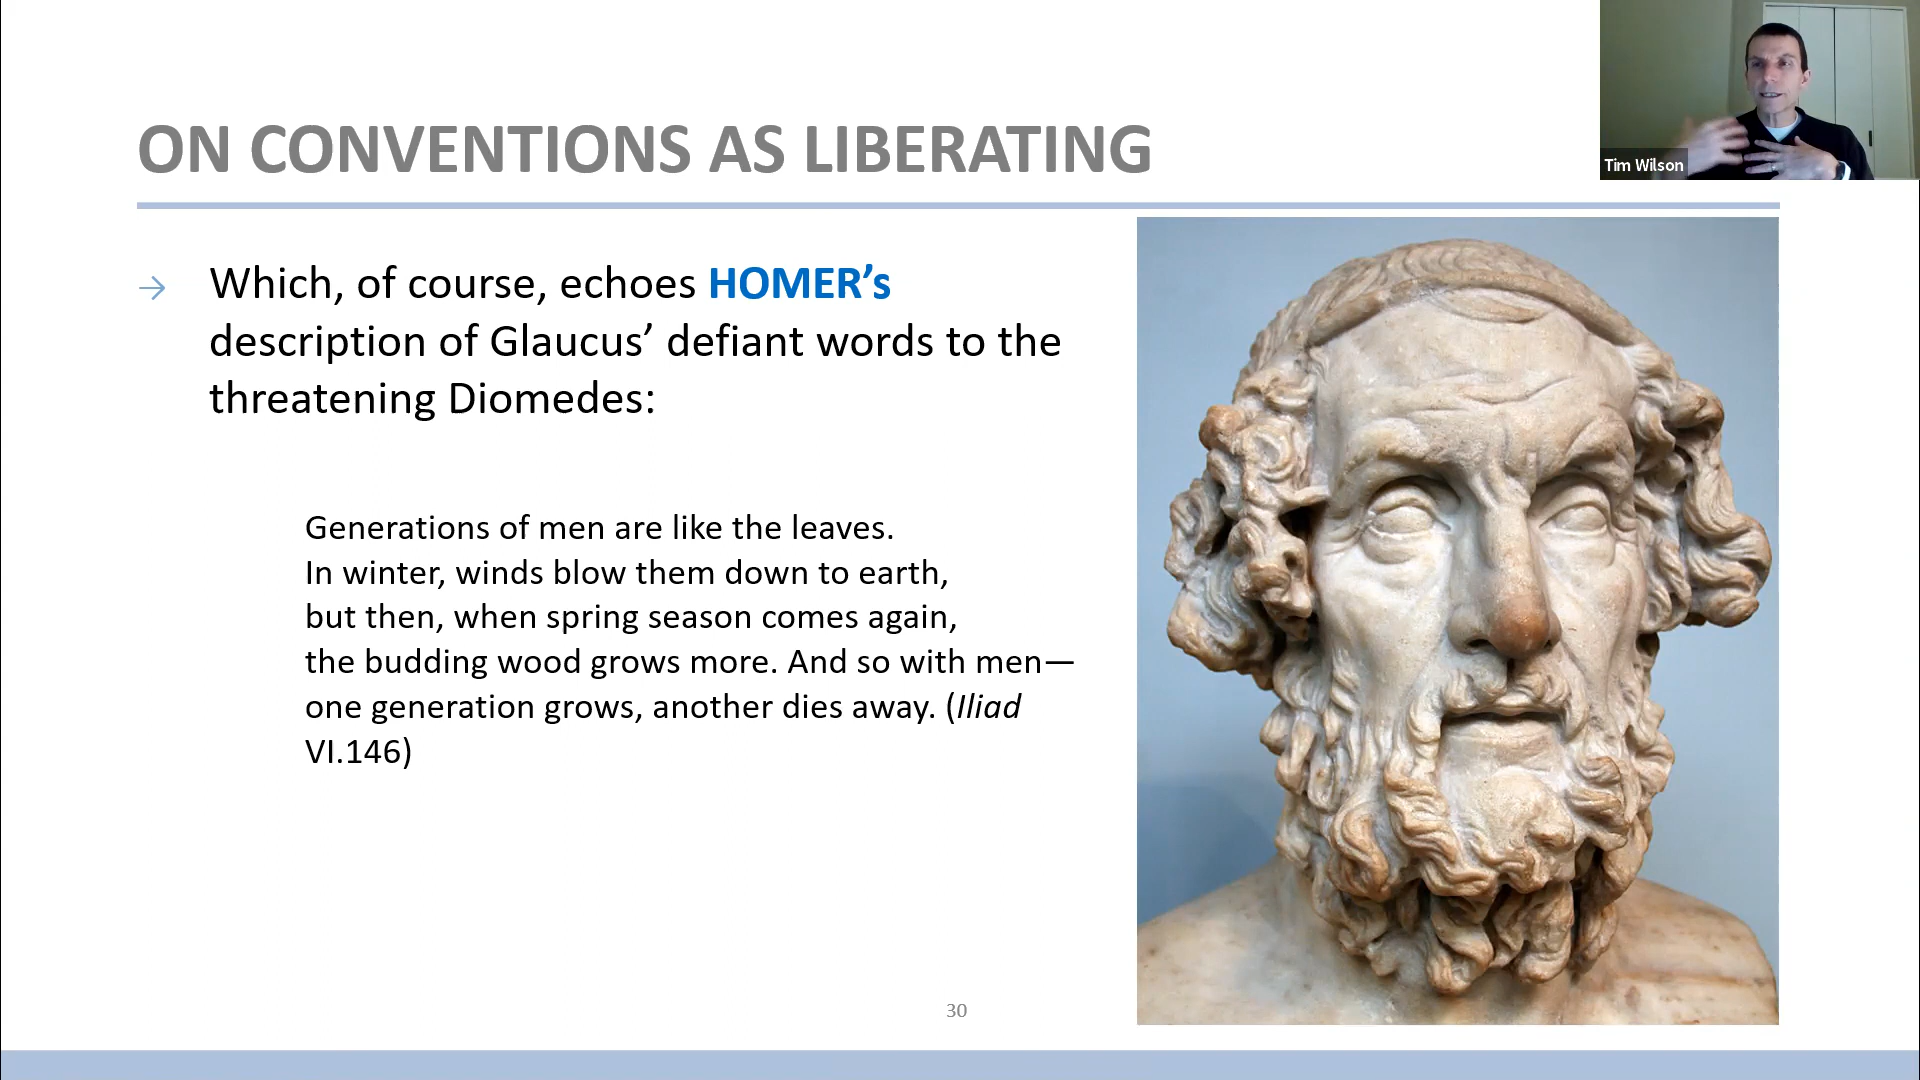 ON CONVENTIONS AS LIBERATING
Tim Wilson
→ Which, of course, echoes HOMER’s
description of Glaucus’ defiant words to the
threatening Diomedes:
Generations of men are like the leaves.
In winter, winds blow them down to earth,
but then, when spring season comes again,
the budding wood grows more. And so with men—
one generation grows, another dies away. (Iliad
VI.146)
30